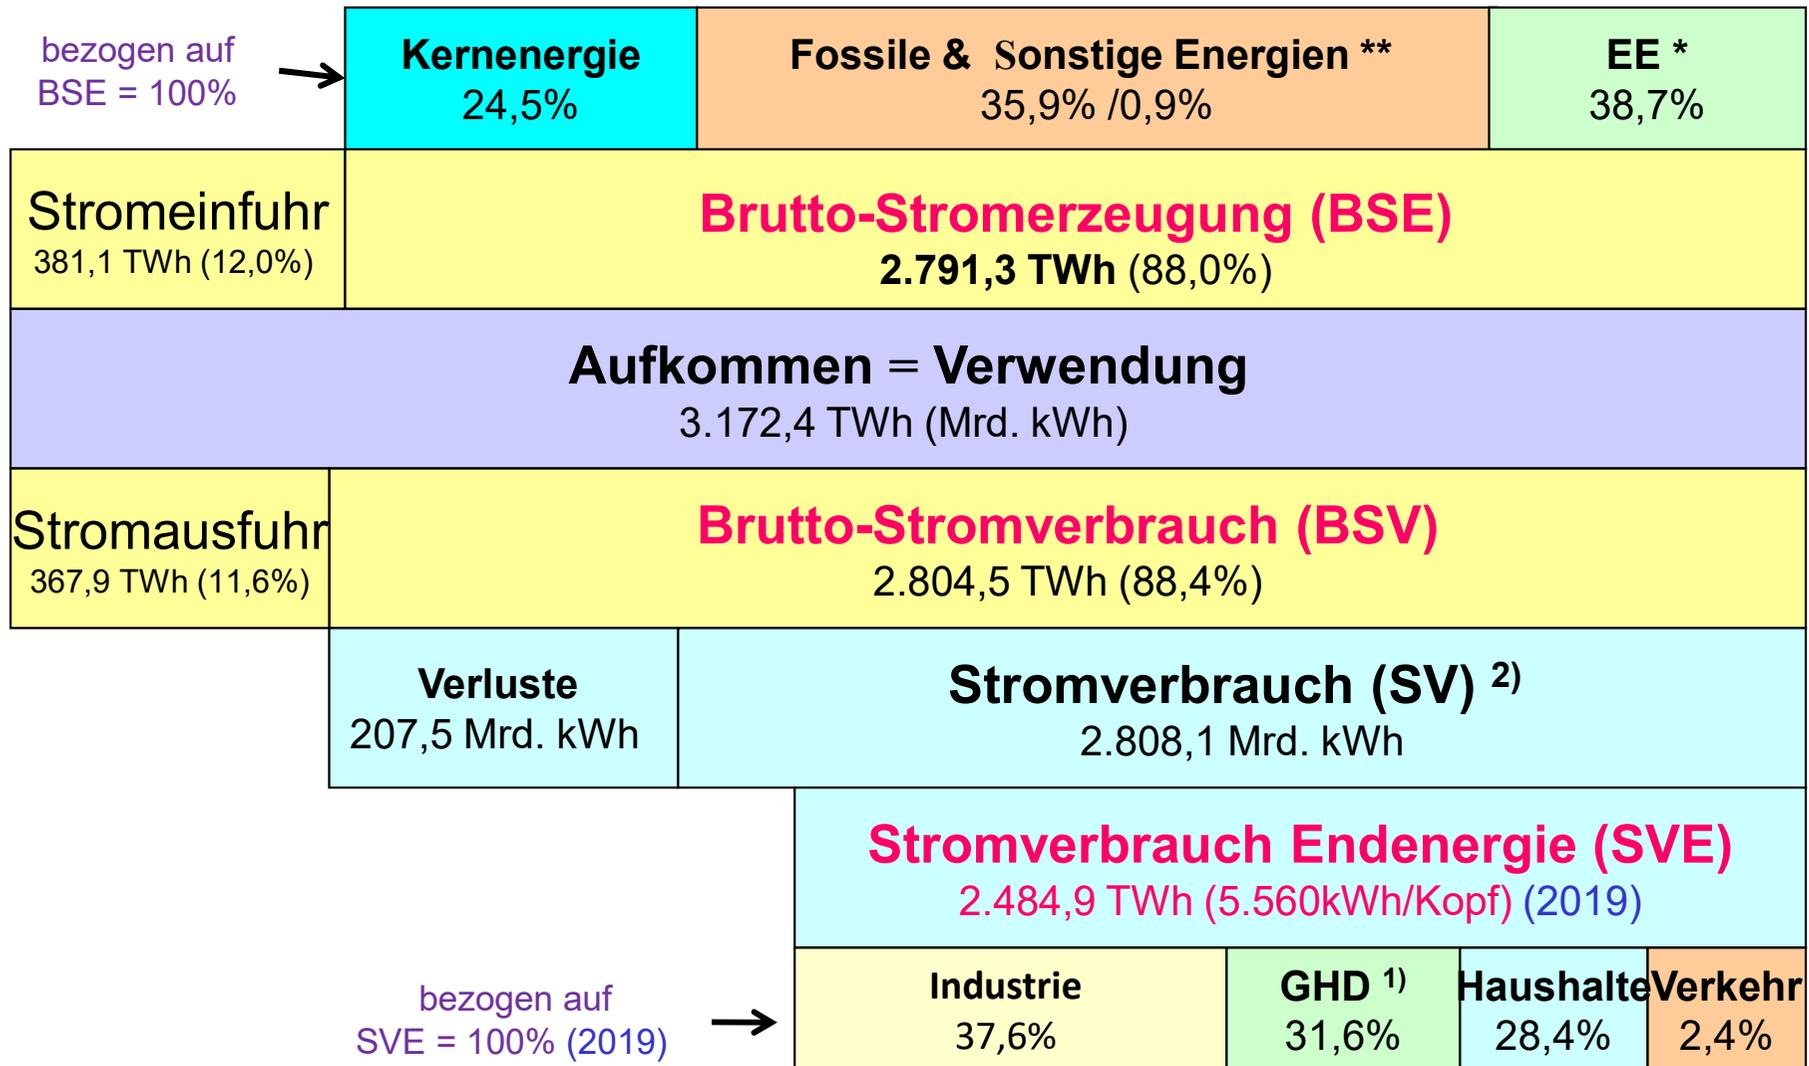 bezogen auf
BSE = 100%
Kernenergie
24,5%
Fossile & Sonstige Energien **
35,9% /0,9%
EE *
38,7%
Stromeinfuhr
381,1 TWh (12,0%)
Brutto-Stromerzeugung (BSE)
2.791,3 TWh (88,0%)
Aufkommen = Verwendung
3.172,4 TWh (Mrd. kWh)
Stromausfuhr
367,9 TWh (11,6%)
Brutto-Stromverbrauch (BSV)
2.804,5 TWh (88,4%)
Verluste
207,5 Mrd. kWh
Stromverbrauch (SV) 2)
2.808,1 Mrd. kWh
Stromverbrauch Endenergie (SVE)
2.484,9 TWh (5.560kWh/Kopf) (2019)
bezogen auf
SVE = 100% (2019)
Industrie
37,6%
GHD 1)
31,6%
Haushalte
28,4%
Verkehr
2,4%